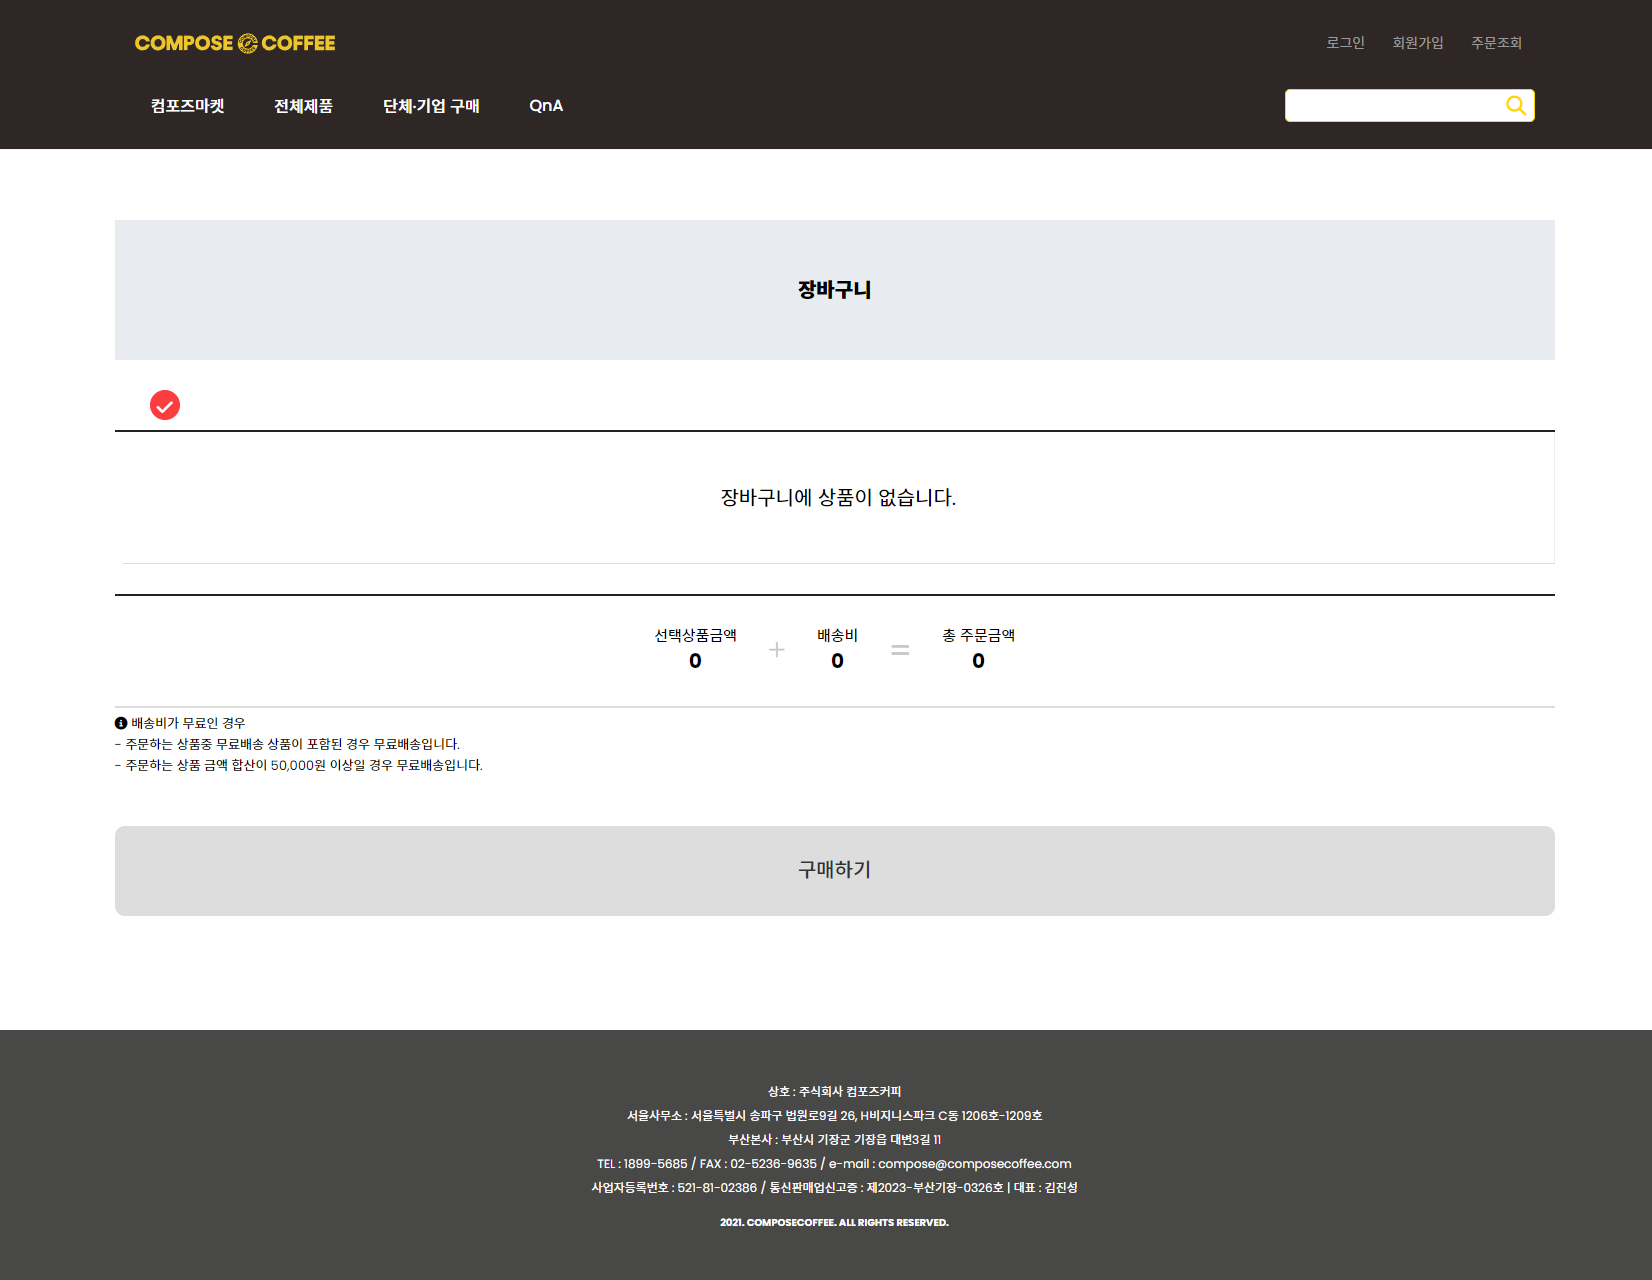 COMPOSE COFFEE
로그인 회원가입 주문조회
컴포즈마켓 전체제품 단체·기업 구매 QnA
장바구니
장바구니에 상품이 없습니다.
선택상품금액 + 배송비 = 총 주문금액
0 0 0
배송비가 무료인 경우
- 주문하는 상품중 무료배송 상품이 포함된 경우 무료배송입니다.
- 주문하는 상품 금액 합산이 50,000원 이상일 경우 무료배송입니다.
구매하기
상호 : 주식회사 컴포즈커피
서울사무소 : 서울특별시 송파구 법원로9길 26, H비지니스파크 C동 1206호-1209호
부산본사 : 부산시 기장군 기장읍 대변3길 11
TEL : 1899-5685 / FAX : 02-5236-9635 / e-mail : compose@composecoffee.com
사업자등록번호 : 521-81-02386 / 통신판매업신고증 : 제2023-부산기장-0326호 | 대표 : 김진성
2021. COMPOSECOFFEE. ALL RIGHTS RESERVED.